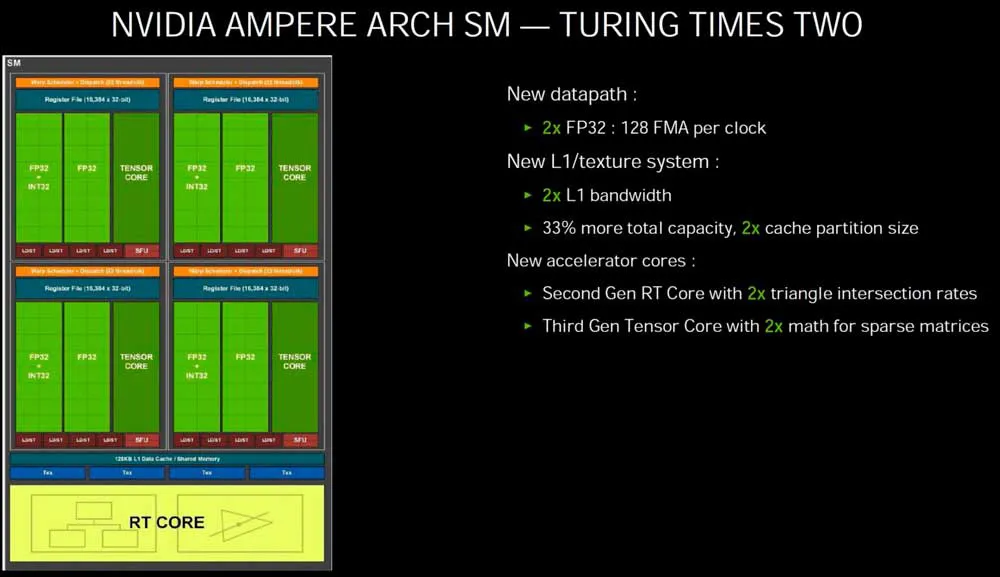 NVIDIA AMPERE ARCH SM — TURING TIMES TWO
SM
Warp Scheduler + Dispatch (32 thread/clk)
Register File (16,384 x 32-bit)
FP32
+
INT32
FP32
TENSOR
CORE
LD/ST LD/ST LD/ST LD/ST SFU
Warp Scheduler + Dispatch (32 thread/clk)
Register File (16,384 x 32-bit)
FP32
+
INT32
FP32
TENSOR
CORE
LD/ST LD/ST LD/ST LD/ST SFU
Warp Scheduler + Dispatch (32 thread/clk)
Register File (16,384 x 32-bit)
FP32
+
INT32
FP32
TENSOR
CORE
LD/ST LD/ST LD/ST LD/ST SFU
Warp Scheduler + Dispatch (32 thread/clk)
Register File (16,384 x 32-bit)
FP32
+
INT32
FP32
TENSOR
CORE
LD/ST LD/ST LD/ST LD/ST SFU
128KB L1 Data Cache / Shared Memory
Tex Tex Tex Tex
RT CORE
New datapath :
2x FP32 : 128 FMA per clock
New L1/texture system :
2x L1 bandwidth
33% more total capacity, 2x cache partition size
New accelerator cores :
Second Gen RT Core with 2x triangle intersection rates
Third Gen Tensor Core with 2x math for sparse matrices